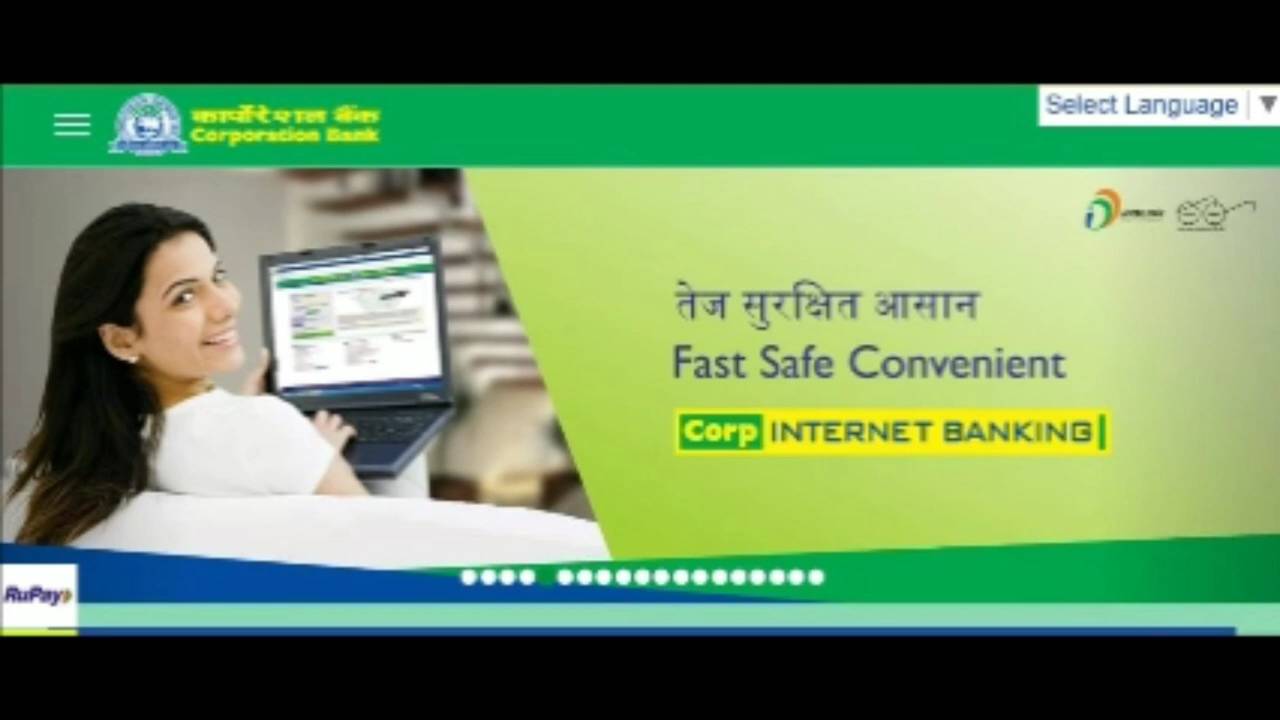 कार्पोरेशन बैंक
Corporation Bank
Select Language
तेज सुरक्षित आसान
Fast Safe Convenient
Corp INTERNET BANKING
RuPay